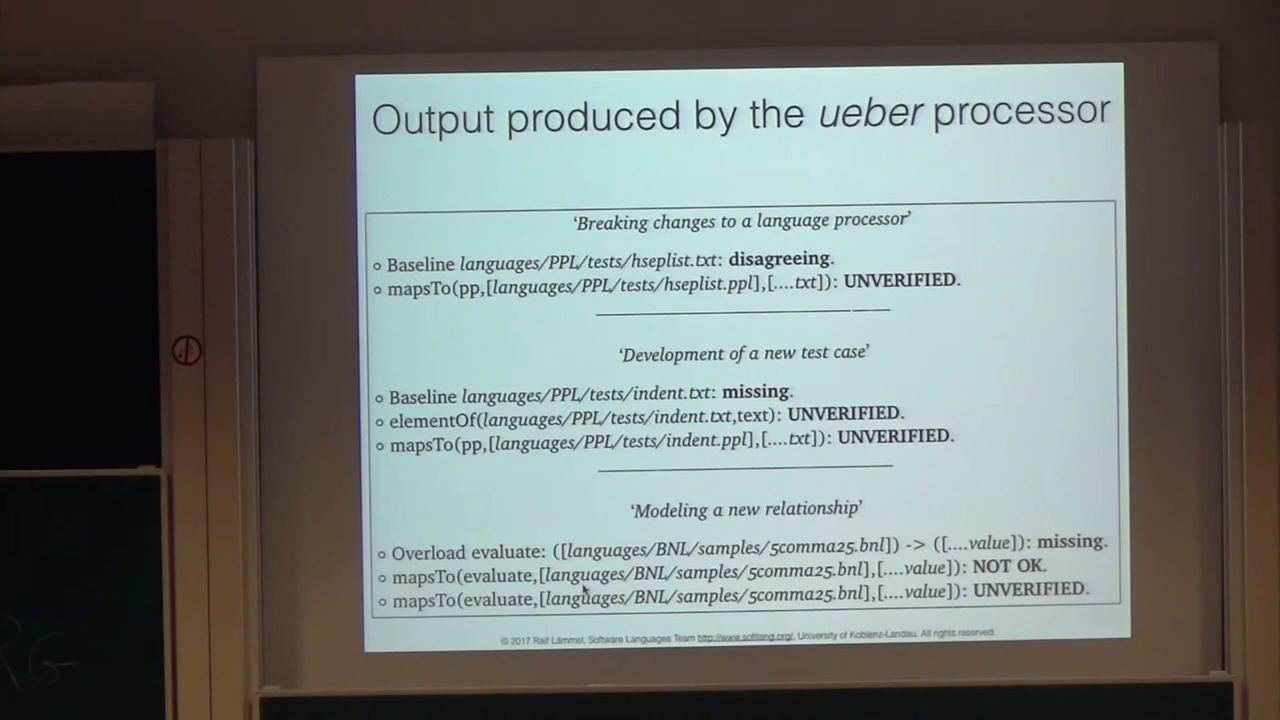 Output produced by the ueber processor
‘Breaking changes to a language processor’
◦ Baseline languages/PPL/tests/hseplist.txt: disagreeing.
◦ mapsTo(pp,[languages/PPL/tests/hseplist.ppl],[....txt]): UNVERIFIED.
‘Development of a new test case’
◦ Baseline languages/PPL/tests/indent.txt: missing.
◦ elementOf(languages/PPL/tests/indent.txt,text): UNVERIFIED.
◦ mapsTo(pp,[languages/PPL/tests/indent.ppl],[....txt]): UNVERIFIED.
‘Modeling a new relationship’
◦ Overload evaluate: ([languages/BNL/samples/5comma25.bnl]) -> ([....value]): missing.
◦ mapsTo(evaluate,[languages/BNL/samples/5comma25.bnl],[....value]): NOT OK.
◦ mapsTo(evaluate,[languages/BNL/samples/5comma25.bnl],[....value]): UNVERIFIED.
© 2017 Ralf Lämmel, Software Languages Team http://www.softlang.org/, University of Koblenz-Landau. All rights reserved.